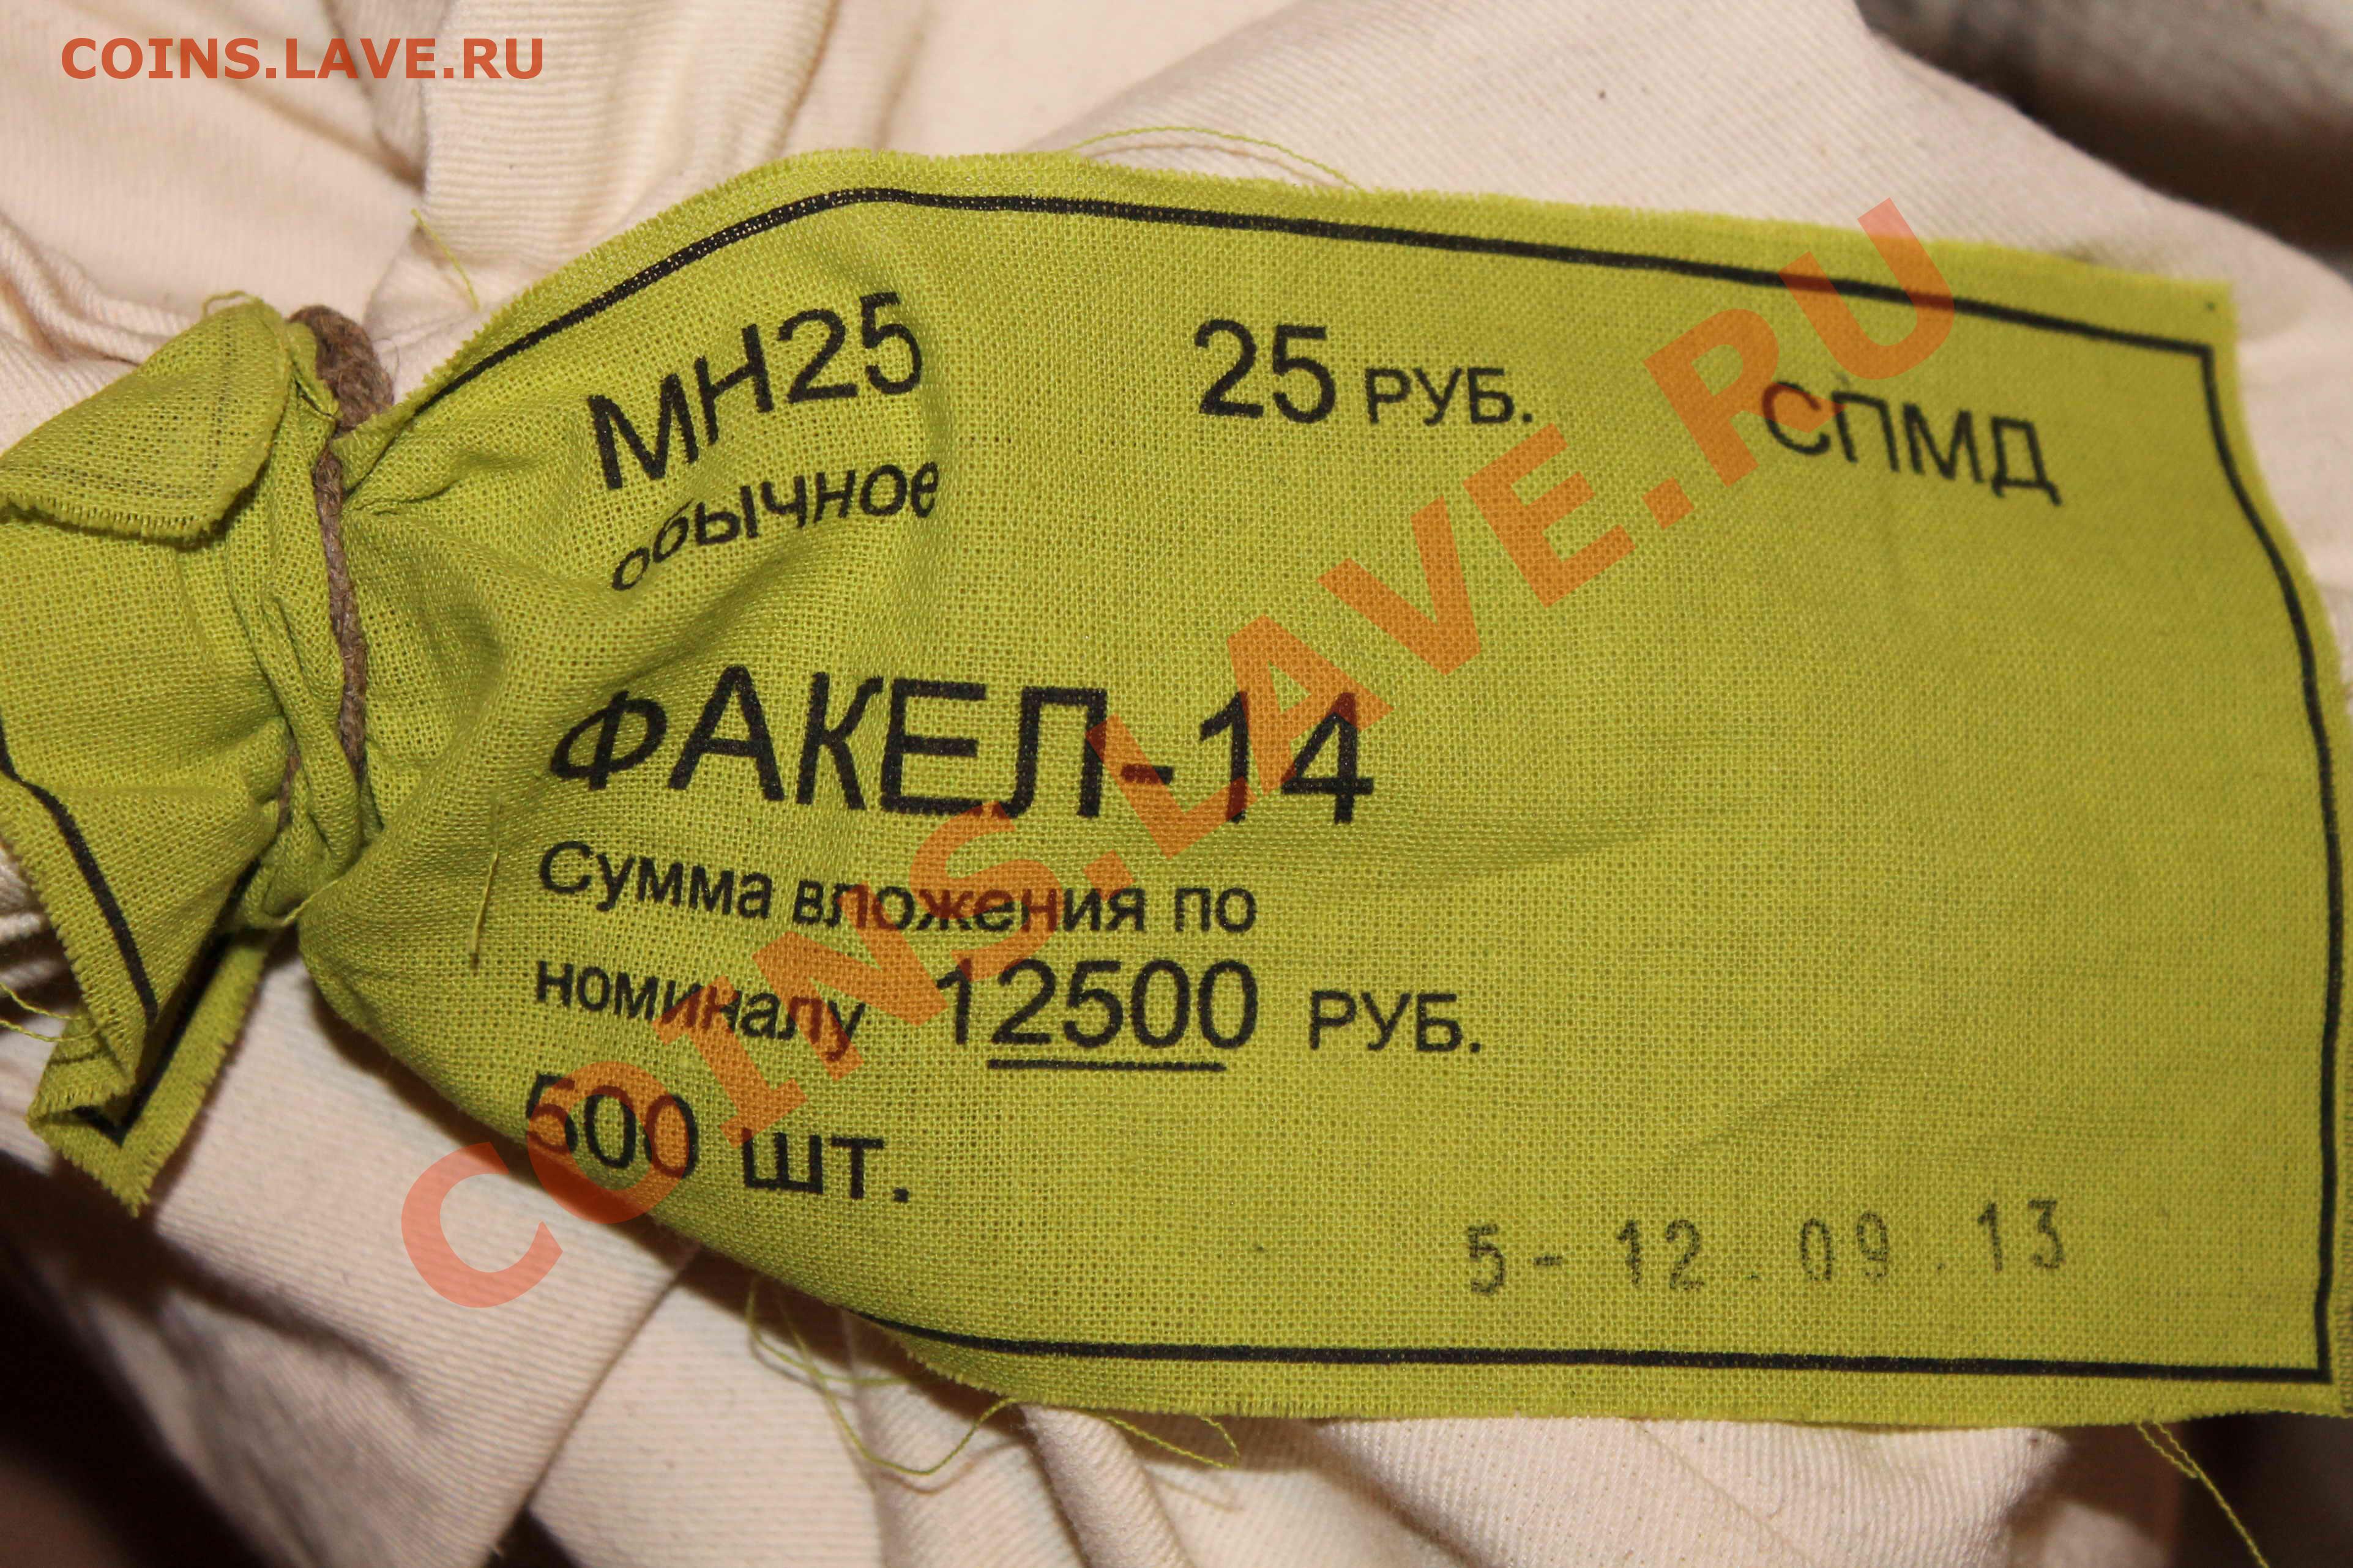 COINS.LAVE.RU
МН25 25 РУБ. СПМД
обычное
ФАКЕЛ-14
Сумма вложения по
номиналу 12500 РУБ.
500 шт.
5-12.09.13
COINS.LAVE.RU